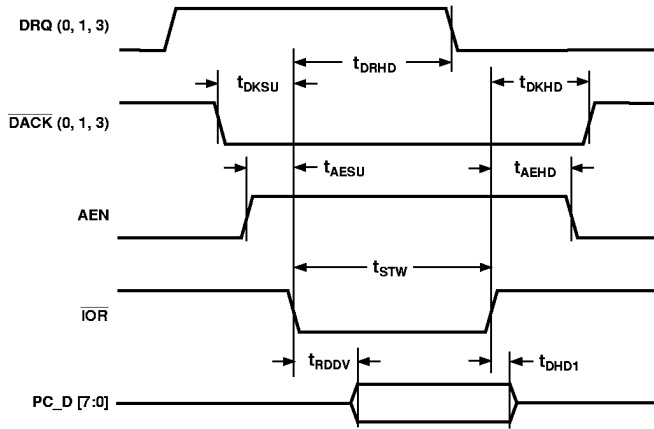 DRQ (0, 1, 3)
tDRHD
tDKSU
tDKHD
DACK (0, 1, 3)
tAESU
tAEHD
AEN
tSTW
IOR
tRDDV
tDHD1
PC_D [7:0]